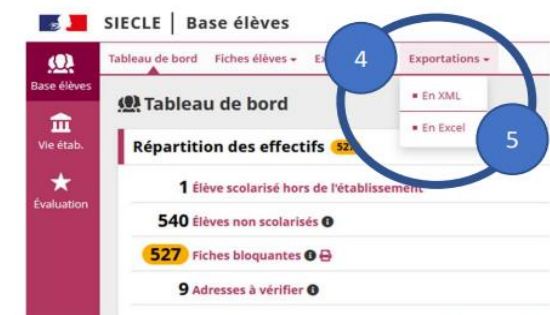 SIECLE | Base élèves
Tableau de bord Fiches élèves Ex Exportations
4
Base élèves
En XML
Tableau de bord
En Excel
5
Vie étab.
Répartition des effectifs 527
1 Élève scolarisé hors de l'établissement
Évaluation
540 Élèves non scolarisés
527 Fiches bloquantes
9 Adresses à vérifier